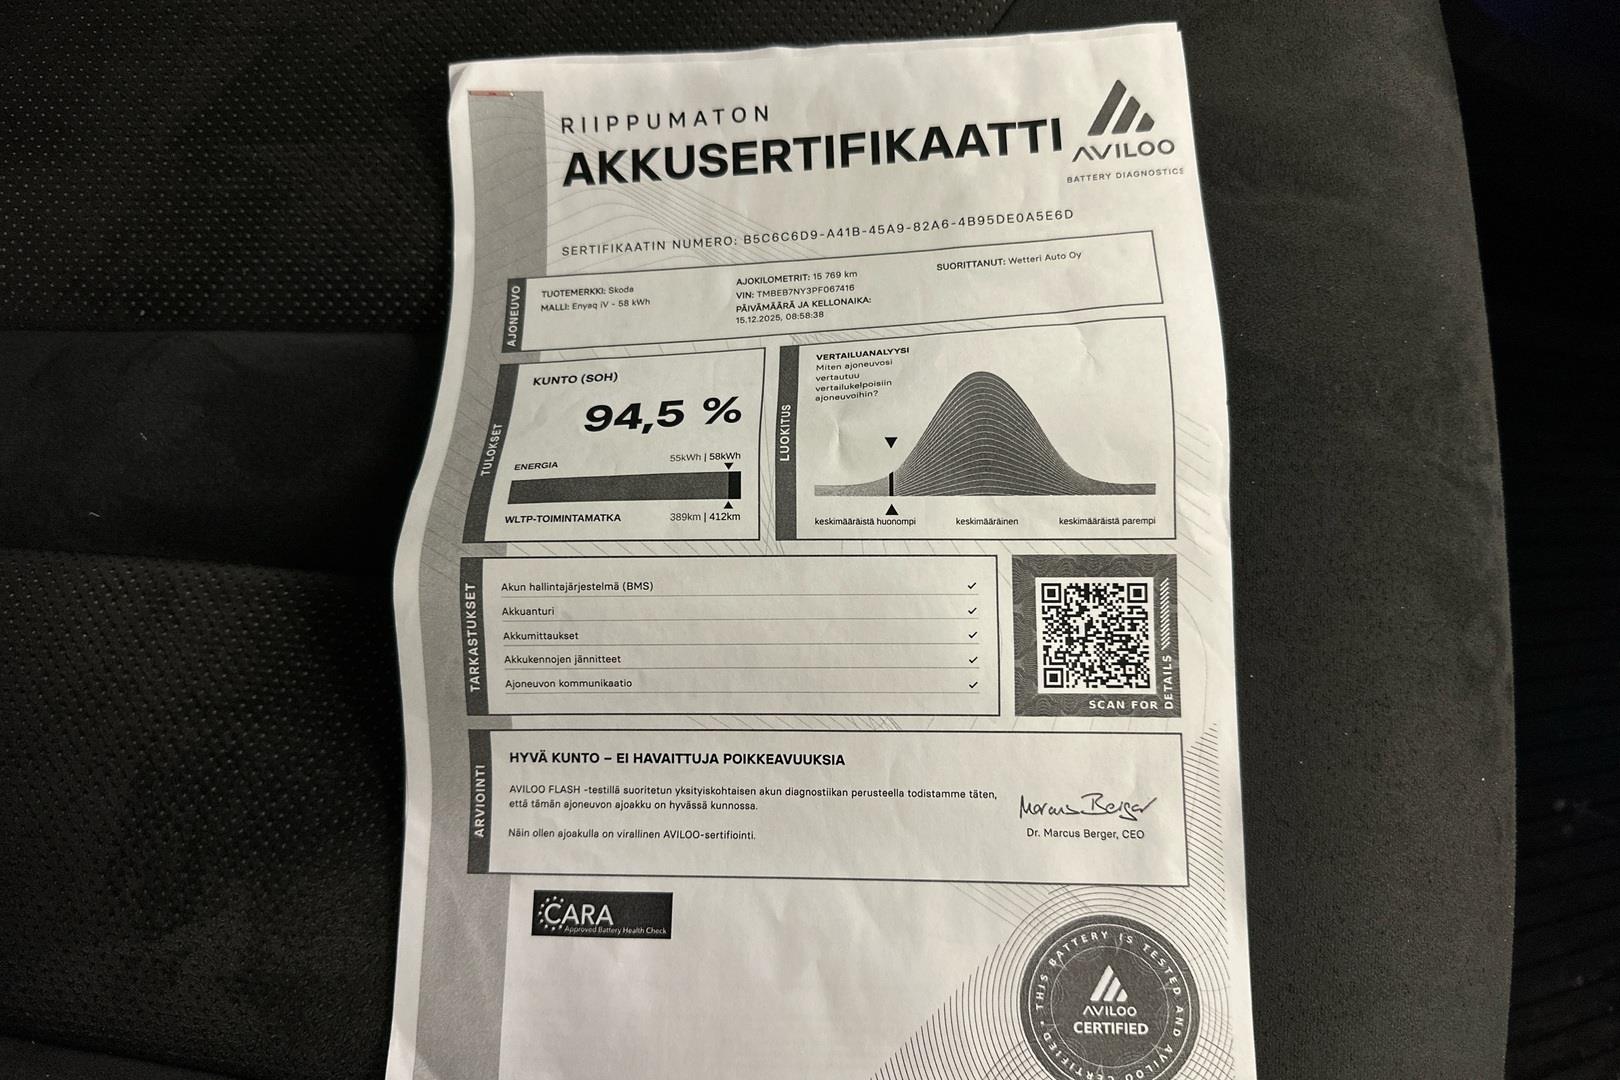 RIIPPUMATON
AKKUSERTIFIKAATTI
AVILOO
BATTERY DIAGNOSTICS
SERTIFIKAATIN NUMERO: B5C6C6D9-A41B-45A9-82A6-4B95DE0A5E6D
AJONEUVO
TUOTEMERKKI: Skoda
MALLI: Enyaq iV - 58 kWh
AJOKILOMETRIT: 15 769 km
VIN: TMBEB7NY3PF067416
PÄIVÄMÄÄRÄ JA KELLONAIKA:
15.12.2025, 08:58:38
SUORITTANUT: Wetteri Auto Oy
TULOKSET
KUNTO (SOH)
94,5 %
ENERGIA
55kWh | 58kWh
WLTP-TOIMINTAMATKA
389km | 412km
LUOKITUS
VERTAILUANALYYSI
Miten ajoneuvosi
vertautuu
vertailukelpoisiin
ajoneuvoihin?
keskimääräistä huonompi
keskimääräinen
keskimääräistä parempi
TARKASTUKSET
Akun hallintajärjestelmä (BMS)
Akkuanturi
Akkumittaukset
Akkukennojen jännitteet
Ajoneuvon kommunikaatio
SCAN FOR
DETAILS
ARVIOINTI
HYVÄ KUNTO – EI HAVAITTUJA POIKKEAVUUKSIA
AVILOO FLASH -testillä suoritetun yksityiskohtaisen akun diagnostiikan perusteella todistamme täten,
että tämän ajoneuvon ajoakku on hyvässä kunnossa.
Näin ollen ajoakulla on virallinen AVILOO-sertifiointi.
Marcus Berger
Dr. Marcus Berger, CEO
CARA
Approved Battery Health Check
THIS BATTERY IS TESTED AND AVILOO CERTIFIED
AVILOO
CERTIFIED